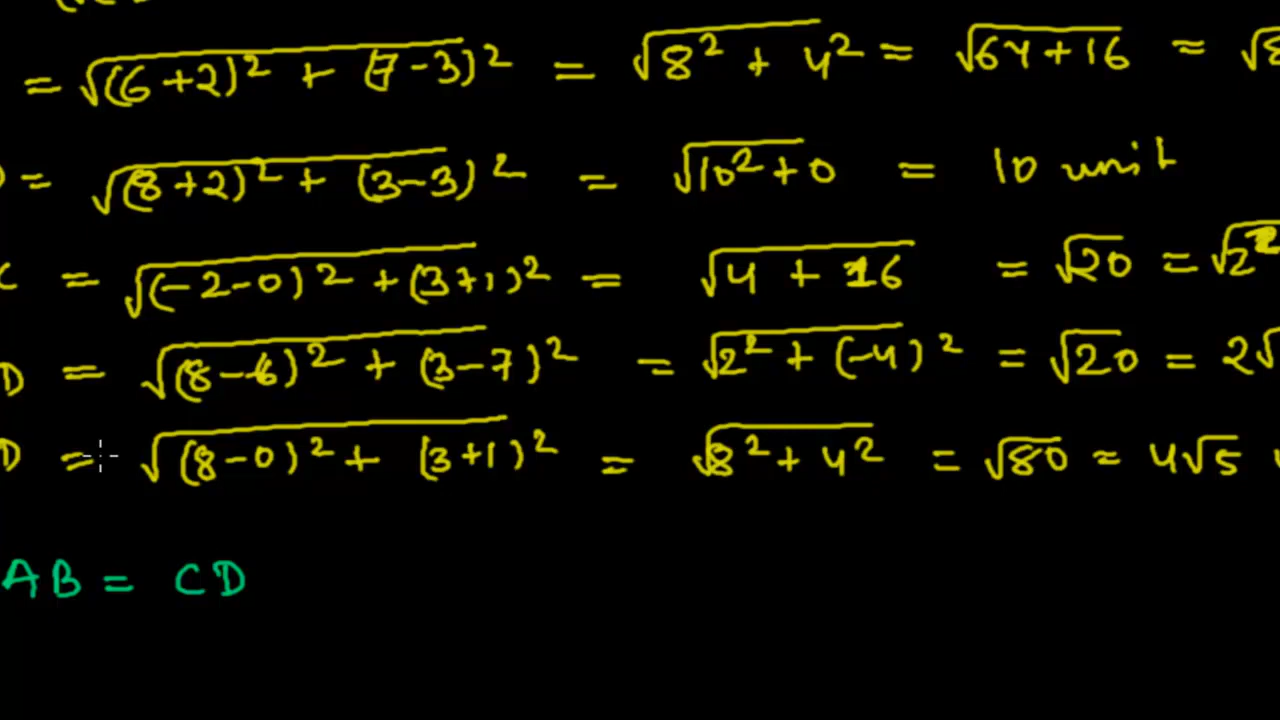 = √(6+2)² + (7-3)² = √8² + 4² = √64+16 = √8
= √(8+2)² + (3-3)² = √10²+0 = 10 unit
C = √(-2-0)² + (3+1)² = √4 + 16 = √20 = √2²
D = √(8-6)² + (3-7)² = √2² + (-4)² = √20 = 2√
D = √(8-0)² + (3+1)² = √8² + 4² = √80 = 4√5
AB = CD